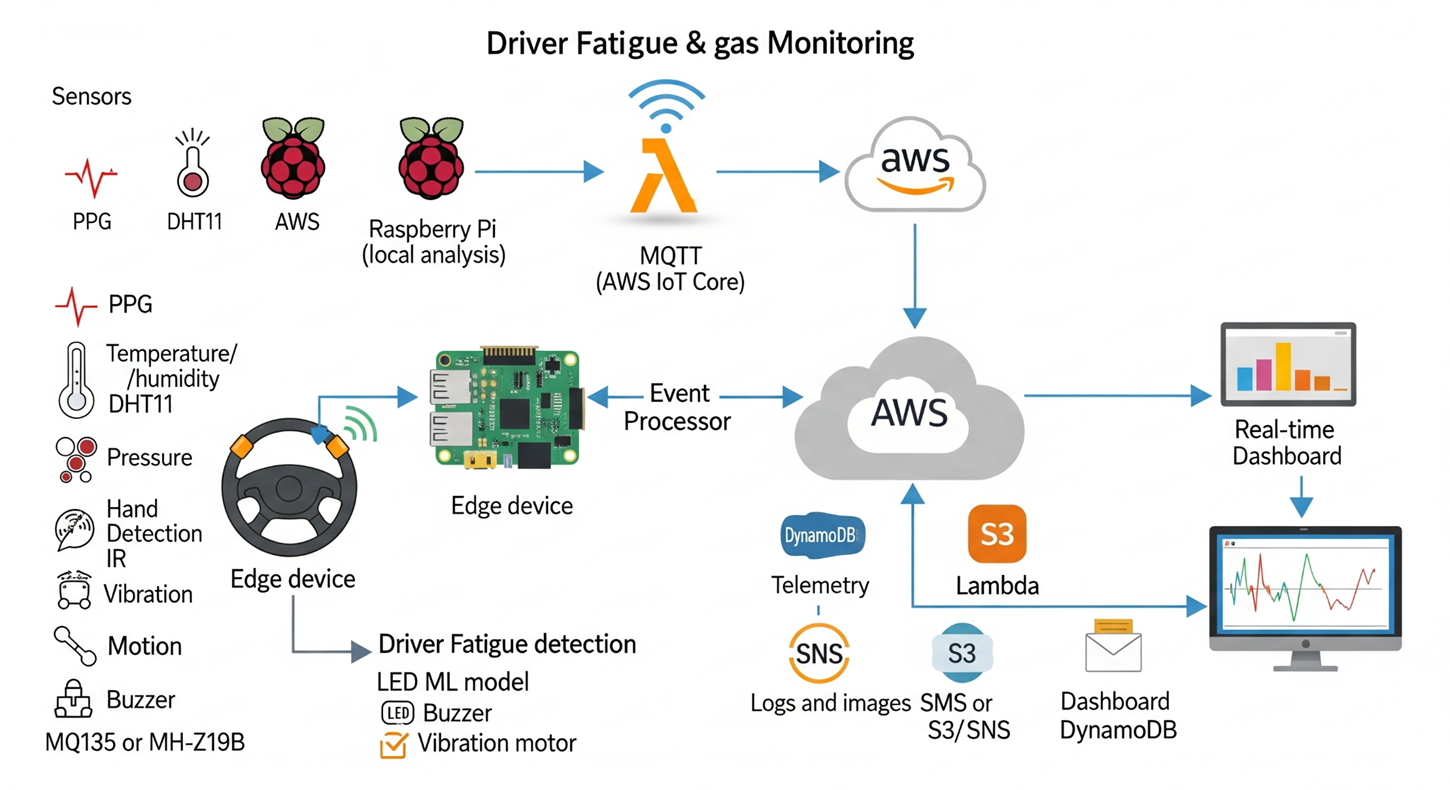 Driver Fatigue & gas Monitoring
Sensors
PPG
DHT11
AWS
Raspberry Pi
(local analysis)
MQTT
(AWS IoT Core)
aws
PPG
Temperature/
/humidity
DHT11
Pressure
Hand
Detection
IR
Vibration
Motion
Buzzer
MQ135 or MH-Z19B
Edge device
Edge device
Event
Processor
AWS
Real-time
Dashboard
Driver Fatigue detection
LED ML model
LED Buzzer
Vibration motor
DynamoDB
Telemetry
SNS
Logs and images
S3
Lambda
S3
SMS or
S3/SNS
Dashboard
DynamoDB